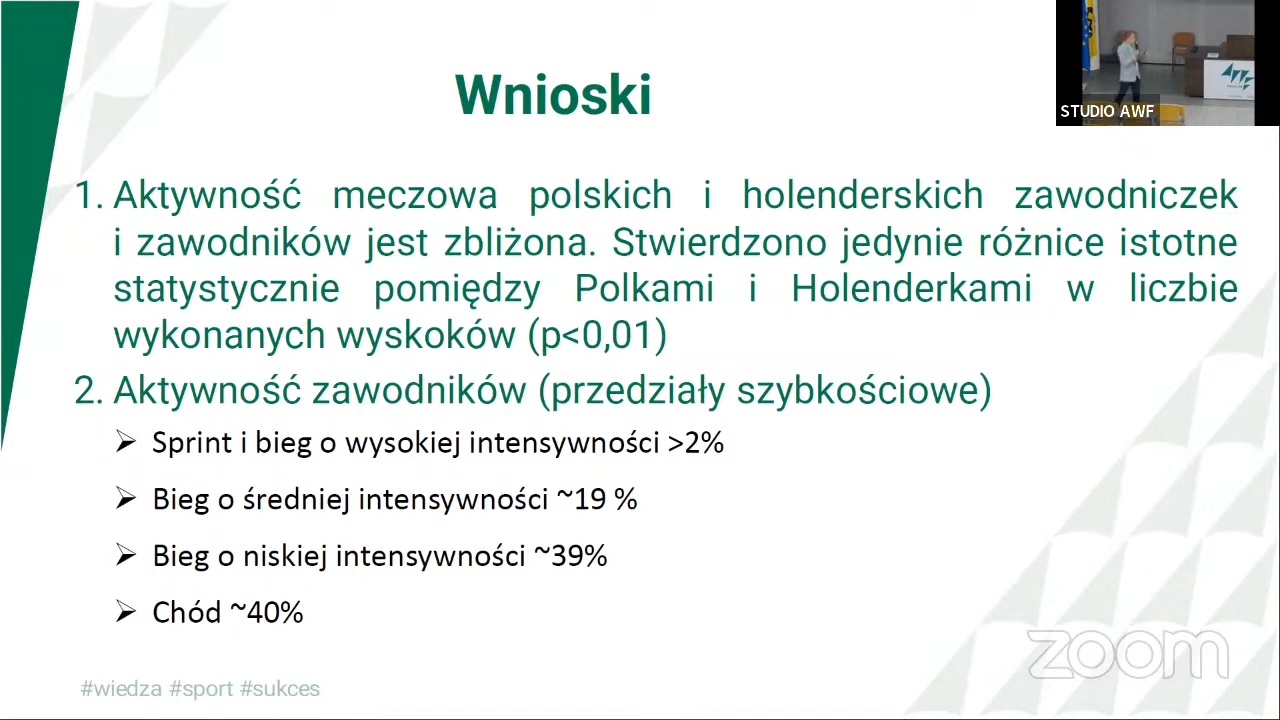 Wnioski
STUDIO AWF
1. Aktywność meczowa polskich i holenderskich zawodniczek
i zawodników jest zbliżona. Stwierdzono jedynie różnice istotne
statystycznie pomiędzy Polkami i Holenderkami w liczbie
wykonanych wyskoków (p<0,01)
2. Aktywność zawodników (przedziały szybkościowe)
Sprint i bieg o wysokiej intensywności >2%
Bieg o średniej intensywności ~19 %
Bieg o niskiej intensywności ~39%
Chód ~40%
zoom
#wiedza #sport #sukces